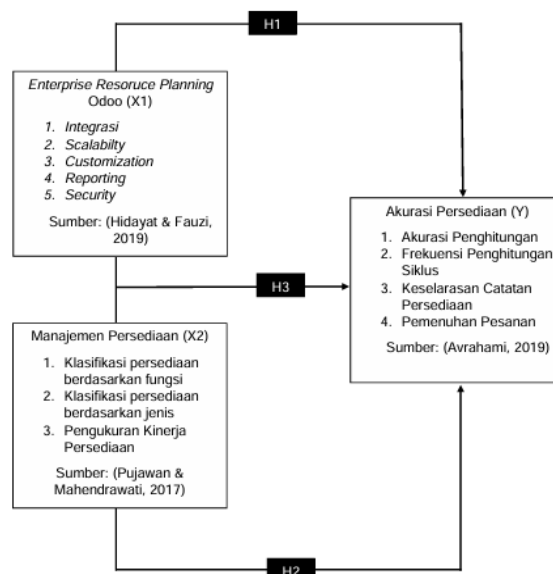 H1
Enterprise Resoruce Planning
Odoo (X1)
1. Integrasi
2. Scalabilty
3. Customization
4. Reporting
5. Security
Sumber: (Hidayat & Fauzi,
2019)
Akurasi Persediaan (Y)
1. Akurasi Penghitungan
2. Frekuensi Penghitungan
Siklus
3. Keselarasan Catatan
Persediaan
4. Pemenuhan Pesanan
Sumber: (Avrahami, 2019)
H3
Manajemen Persediaan (X2)
1. Klasifikasi persediaan
berdasarkan fungsi
2. Klasifikasi persediaan
berdasarkan jenis
3. Pengukuran Kinerja
Persediaan
Sumber: (Pujawan &
Mahendrawati, 2017)
H2